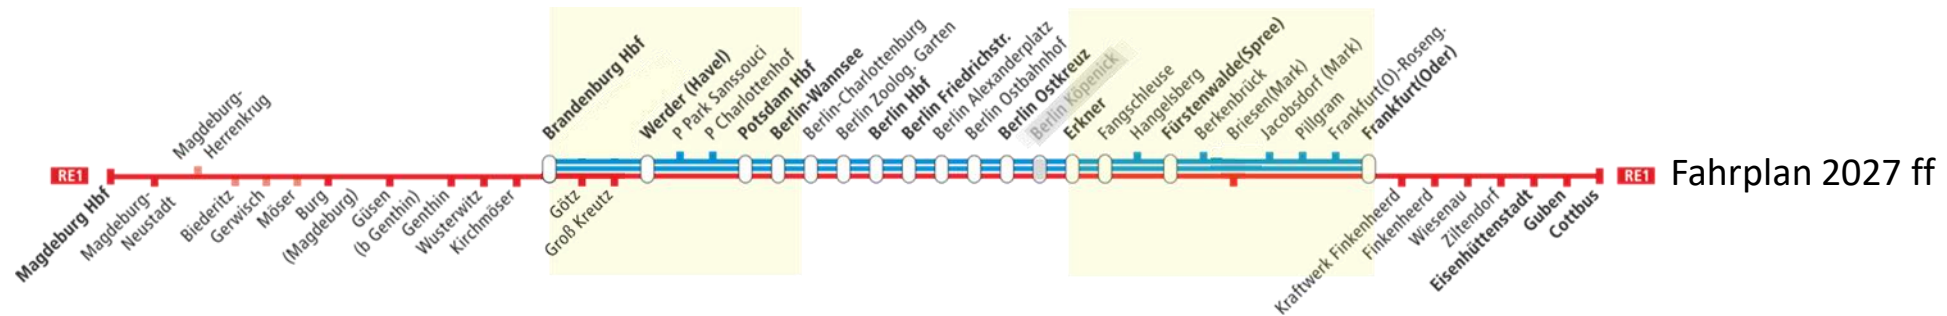 RE1
Magdeburg Hbf
Magdeburg-
Neustadt
Magdeburg-
Herrenkrug
Biederitz
Gerwisch
Möser
Burg
(Magdeburg)
Güsen
(b Genthin)
Genthin
Wusterwitz
Kirchmöser
Brandenburg Hbf
Götz
Groß Kreutz
Werder (Havel)
P Park Sanssouci
P Charlottenhof
Potsdam Hbf
Berlin-Wannsee
Berlin-Charlottenburg
Berlin Zoolog. Garten
Berlin Hbf
Berlin Friedrichstr.
Berlin Alexanderplatz
Berlin Ostbahnhof
Berlin Ostkreuz
Berlin Köpenick
Erkner
Fangschleuse
Hangelsberg
Fürstenwalde(Spree)
Berkenbrück
Briesen(Mark)
Jacobsdorf (Mark)
Pillgram
Frankfurt(O)-Roseng.
Frankfurt(Oder)
Kraftwerk Finkenheerd
Finkenheerd
Wiesenau
Ziltendorf
Eisenhüttenstadt
Guben
Cottbus
RE1
Fahrplan 2027 ff